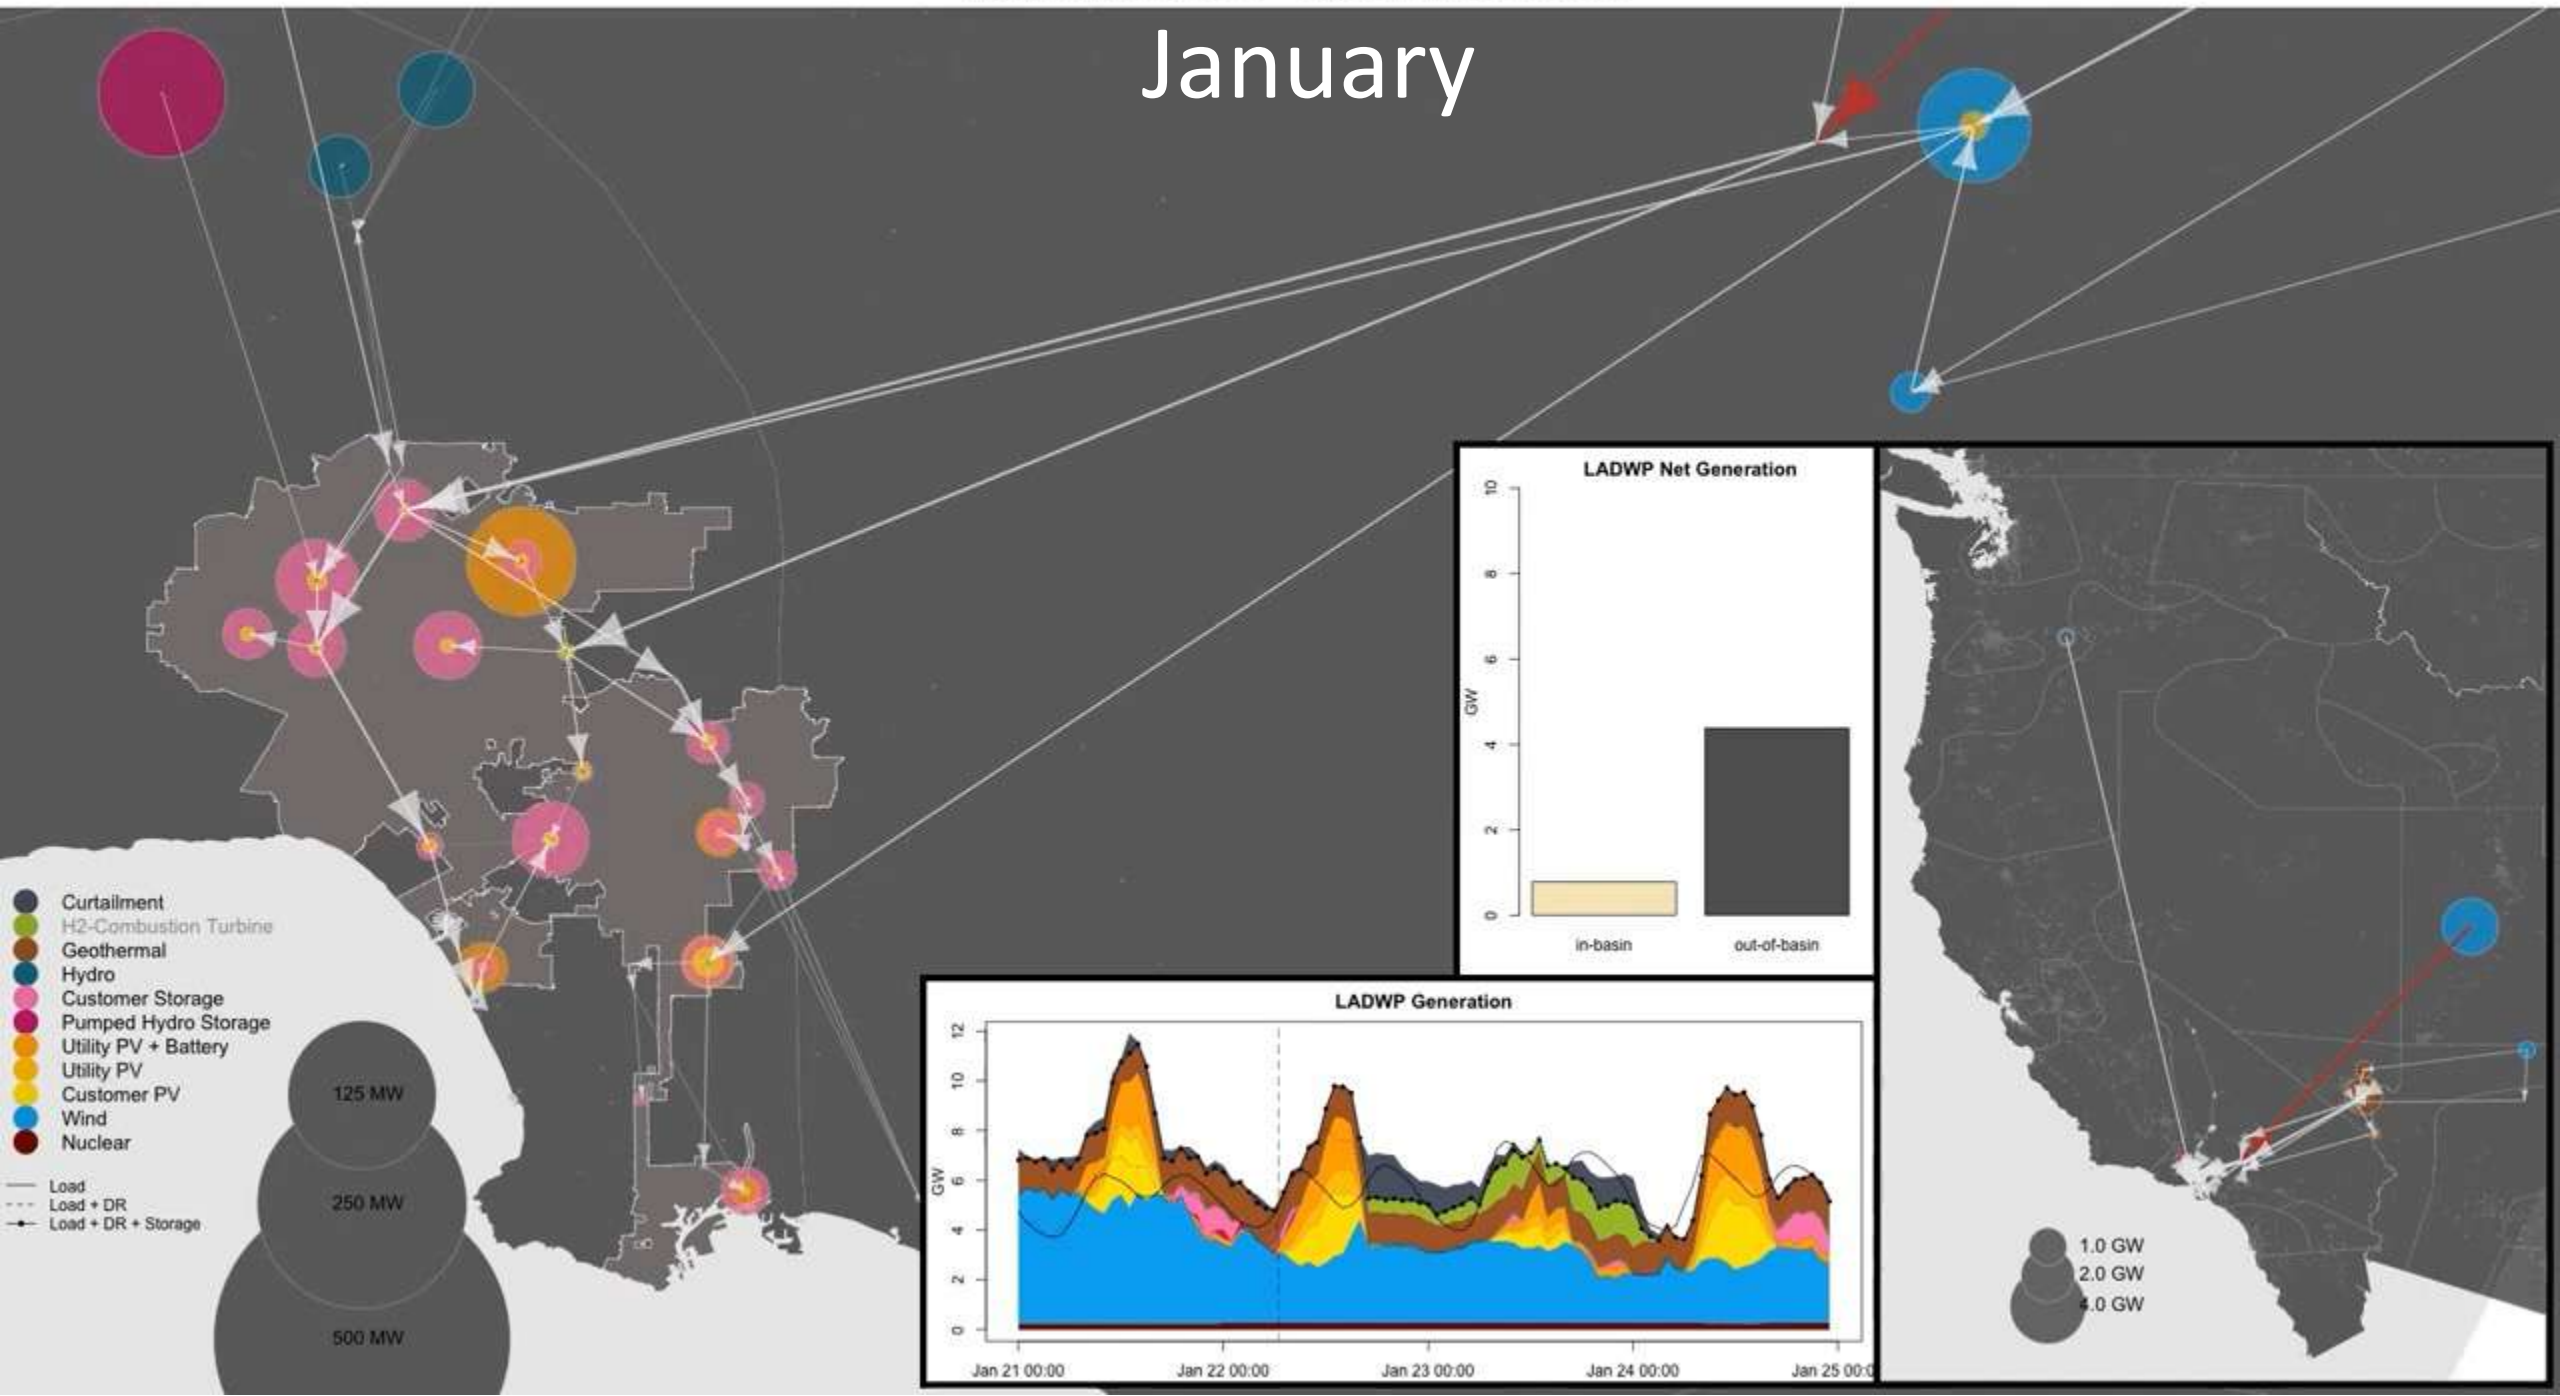 January
LADWP Net Generation
10
8
6
4
2
0
GW
in-basin
out-of-basin
Curtailment
H2-Combustion Turbine
Geothermal
Hydro
Customer Storage
Pumped Hydro Storage
Utility PV + Battery
Utility PV
Customer PV
Wind
Nuclear
Load
Load + DR
Load + DR + Storage
125 MW
250 MW
500 MW
LADWP Generation
12
10
8
6
4
2
0
GW
Jan 21 00:00
Jan 22 00:00
Jan 23 00:00
Jan 24 00:00
Jan 25 00:0
1.0 GW
2.0 GW
4.0 GW